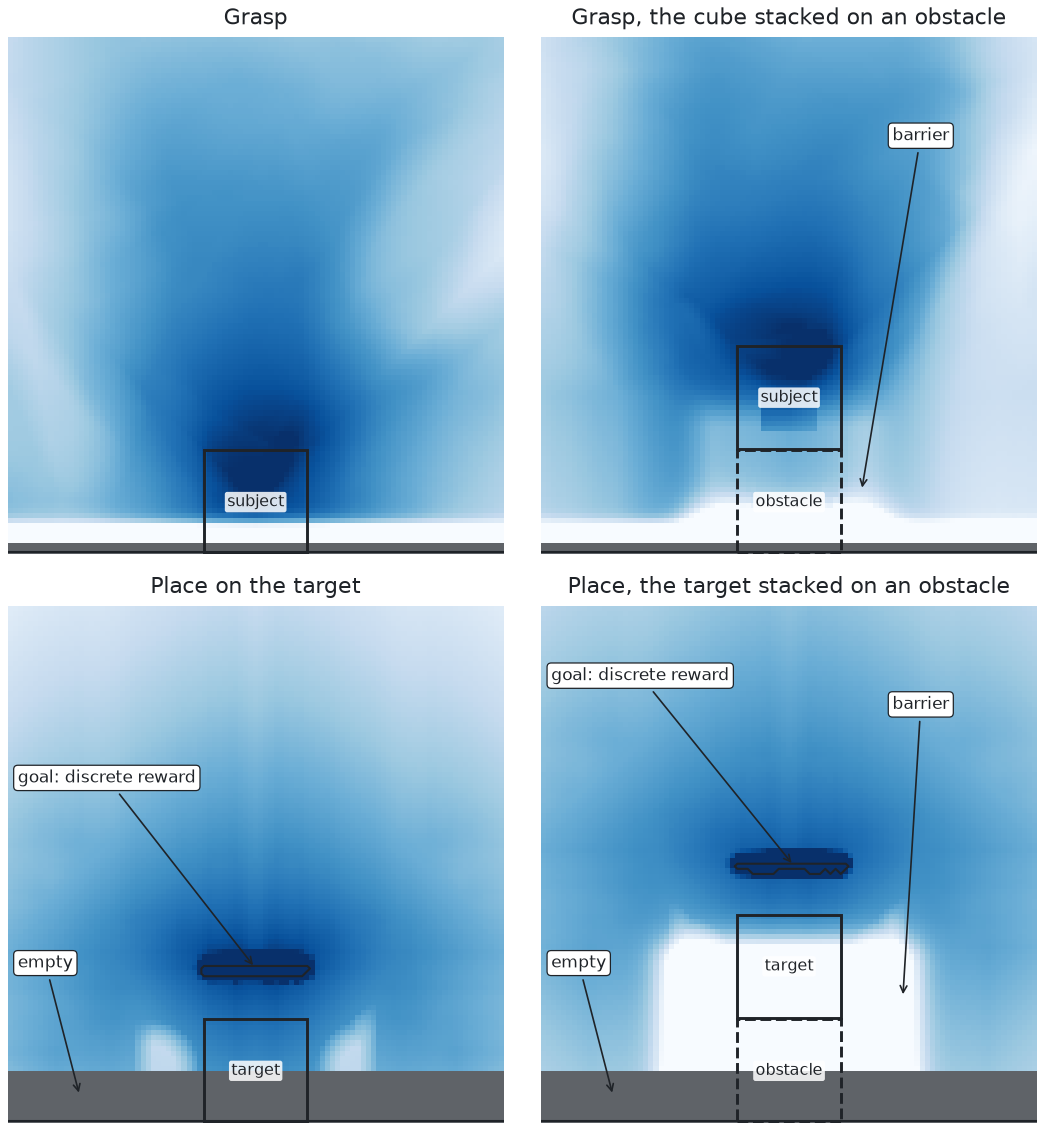 Grasp
Grasp, the cube stacked on an obstacle
barrier
subject
subject
obstacle
Place on the target
Place, the target stacked on an obstacle
goal: discrete reward
barrier
goal: discrete reward
empty
empty
target
target
obstacle